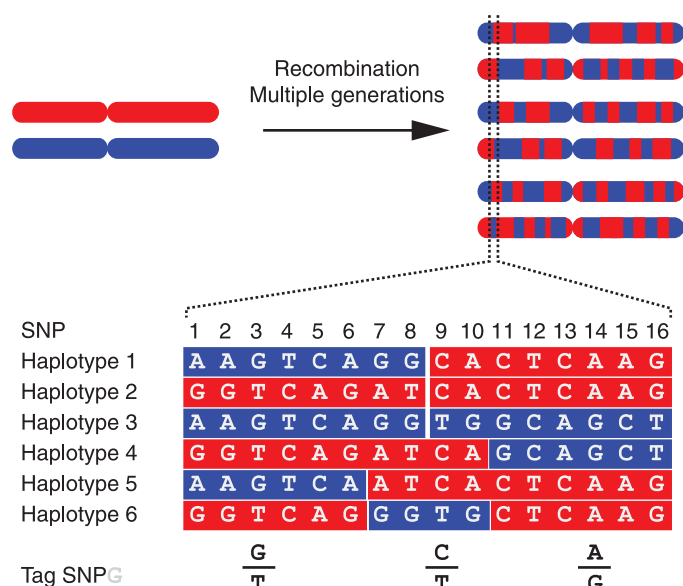 Recombination
Multiple generations
SNP 1 2 3 4 5 6 7 8 9 10 11 12 13 14 15 16
Haplotype 1 A A G T C A G G C A C T C A A G
Haplotype 2 G G T C A G A T C A C T C A A G
Haplotype 3 A A G T C A G G T G G C A G C T
Haplotype 4 G G T C A G A T C A G C A G C T
Haplotype 5 A A G T C A A T C A C T C A A G
Haplotype 6 G G T C A G G G T G C T C A A G
G C A
Tag SNPG T T G